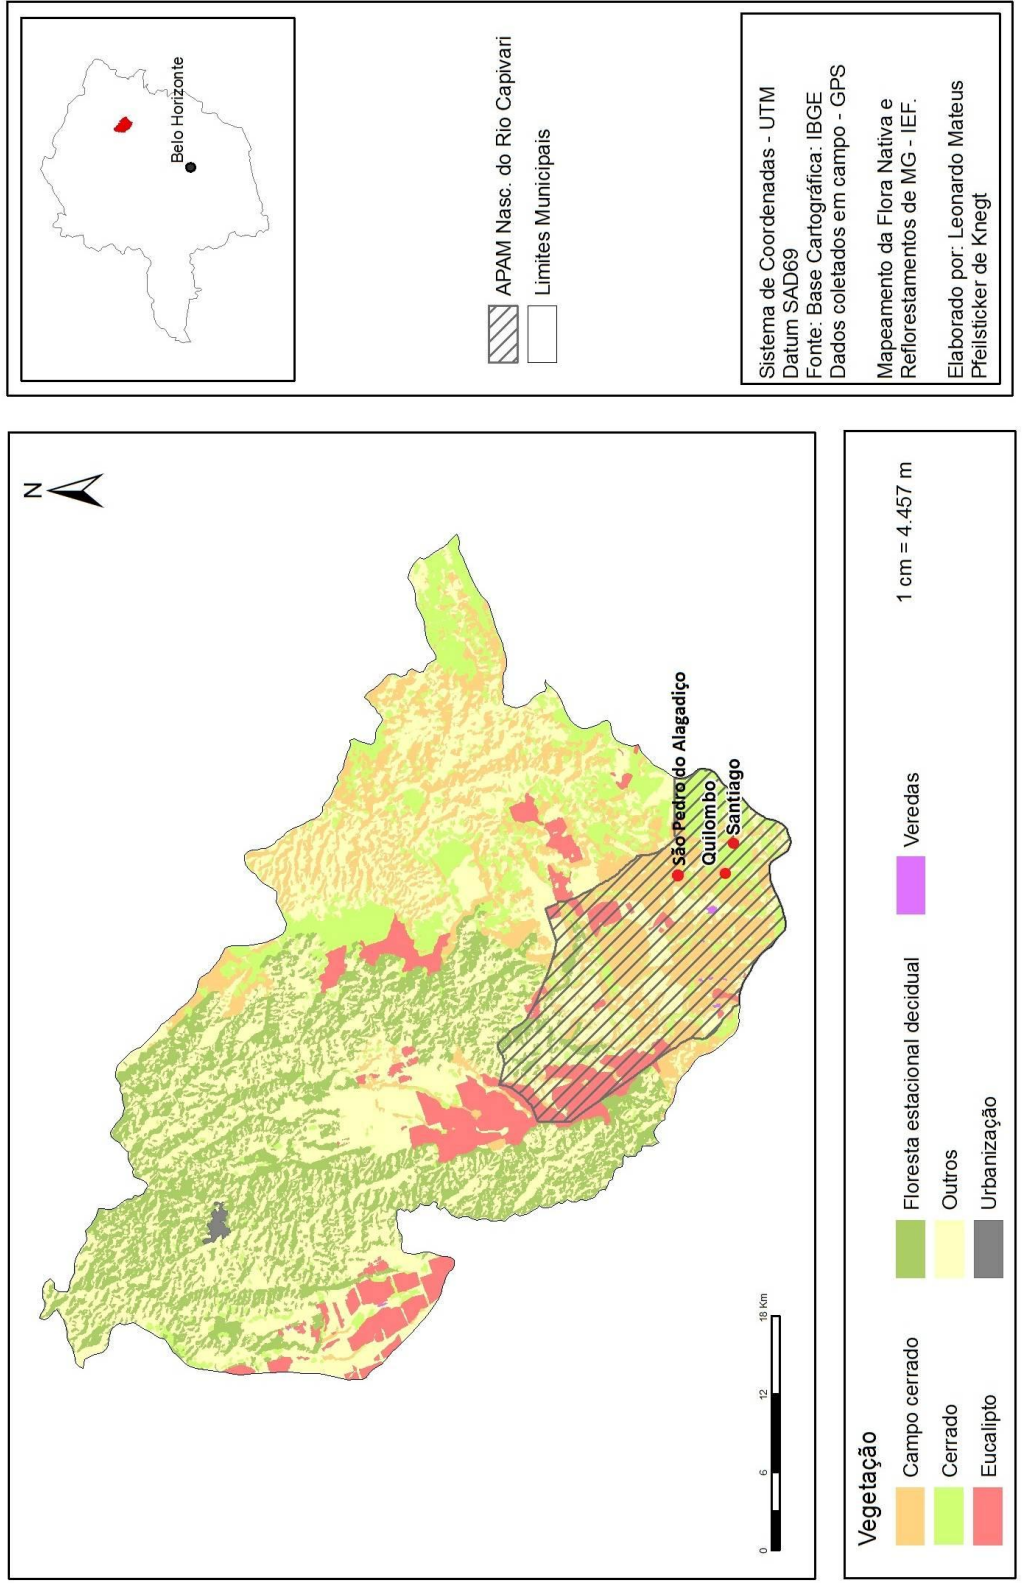 N
São Pedro do Alagadiço
Quilombo
Santiago
0
6
12
18 Km
Belo Horizonte
APAM Nasc. do Rio Capivari
Limites Municipais
Sistema de Coordenadas - UTM
Datum SAD69
Fonte: Base Cartográfica: IBGE
Dados coletados em campo - GPS
Mapeamento da Flora Nativa e
Reflorestamentos de MG - IEF.
Elaborado por: Leonardo Mateus
Pfeilsticker de Knegt
Vegetação
Campo cerrado
Cerrado
Eucalipto
Floresta estacional decidual
Outros
Urbanização
Veredas
1 cm = 4.457 m